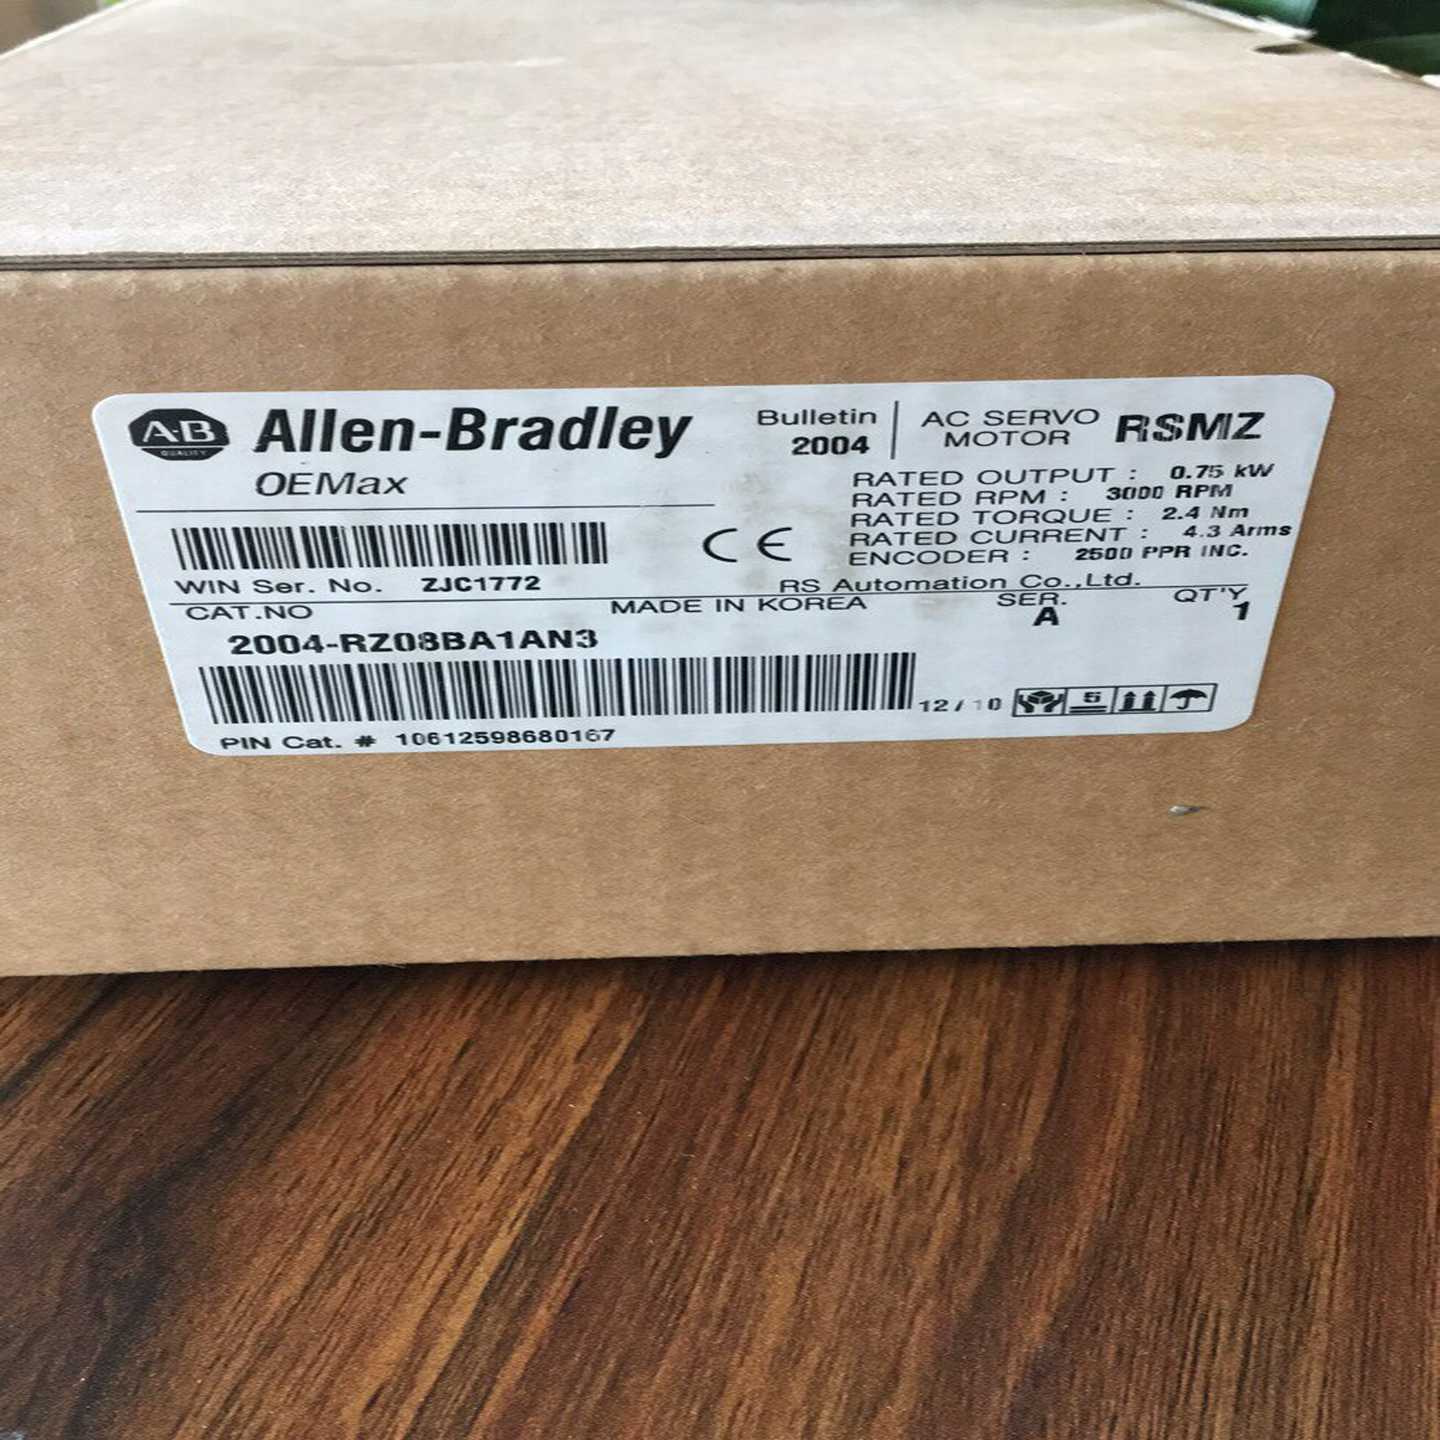 A·B
QUALITY
Allen-Bradley
OEMax
Bulletin
2004
AC SERVO
MOTOR
RSMZ
RATED OUTPUT : 0.75 kW
RATED RPM : 3000 RPM
RATED TORQUE : 2.4 Nm
RATED CURRENT : 4.3 Arms
ENCODER : 2500 PPR INC.
CE
WIN Ser. No. ZJC1772
RS Automation Co.,Ltd.
CAT.NO
MADE IN KOREA
SER.
A
QT'Y
1
2004-RZ08BA1AN3
12/10
5
PIN Cat. # 10612598680167